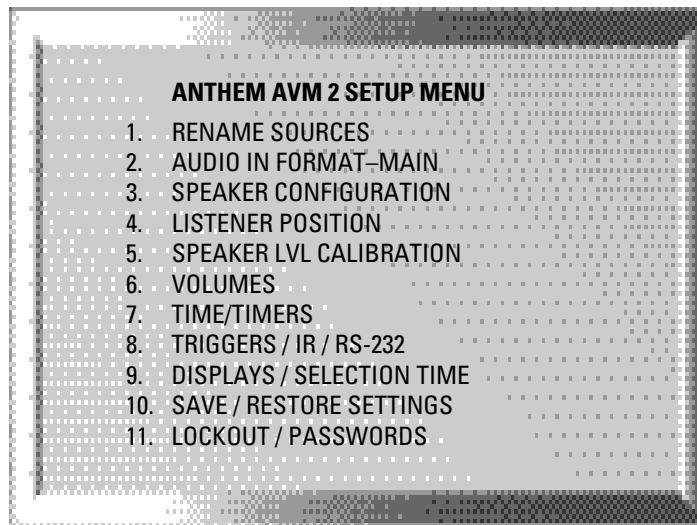 ANTHEM AVM 2 SETUP MENU
1. RENAME SOURCES
2. AUDIO IN FORMAT–MAIN
3. SPEAKER CONFIGURATION
4. LISTENER POSITION
5. SPEAKER LVL CALIBRATION
6. VOLUMES
7. TIME/TIMERS
8. TRIGGERS / IR / RS-232
9. DISPLAYS / SELECTION TIME
10. SAVE / RESTORE SETTINGS
11. LOCKOUT / PASSWORDS